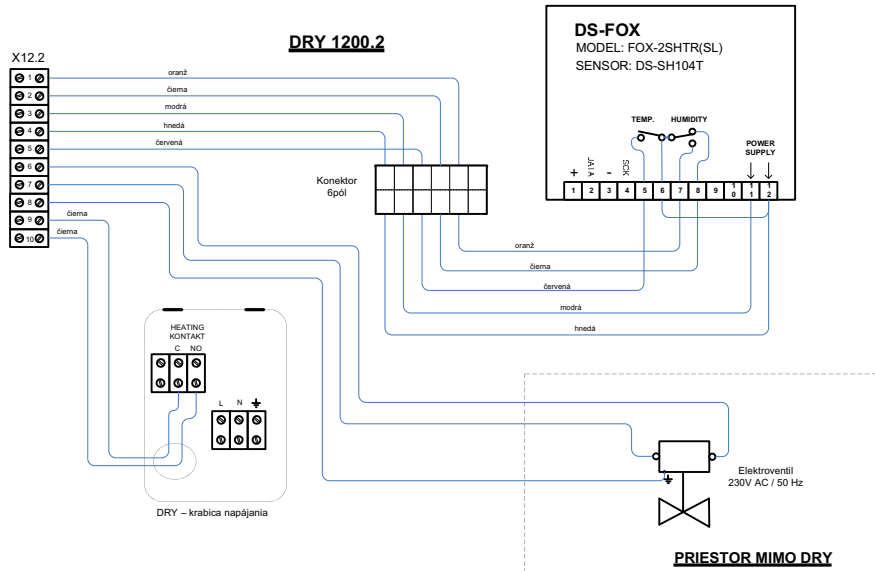 DRY 1200.2
DS-FOX
MODEL: FOX-2SHTR(SL)
SENSOR: DS-SH104T
TEMP.
HUMIDITY
POWER
SUPPLY
+
JAIA
-
SCK
1 2 3 4 5 6 7 8 9 10 11 12
X12.2
1
oranž
2
čierna
3
modrá
4
hnedá
5
červená
6
7
8
9
čierna
10
čierna
Konektor
6pól
oranž
čierna
červená
modrá
hnedá
HEATING
KONTAKT
C NO
L N
DRY – krabica napájania
Elektroventil
230V AC / 50 Hz
PRIESTOR MIMO DRY